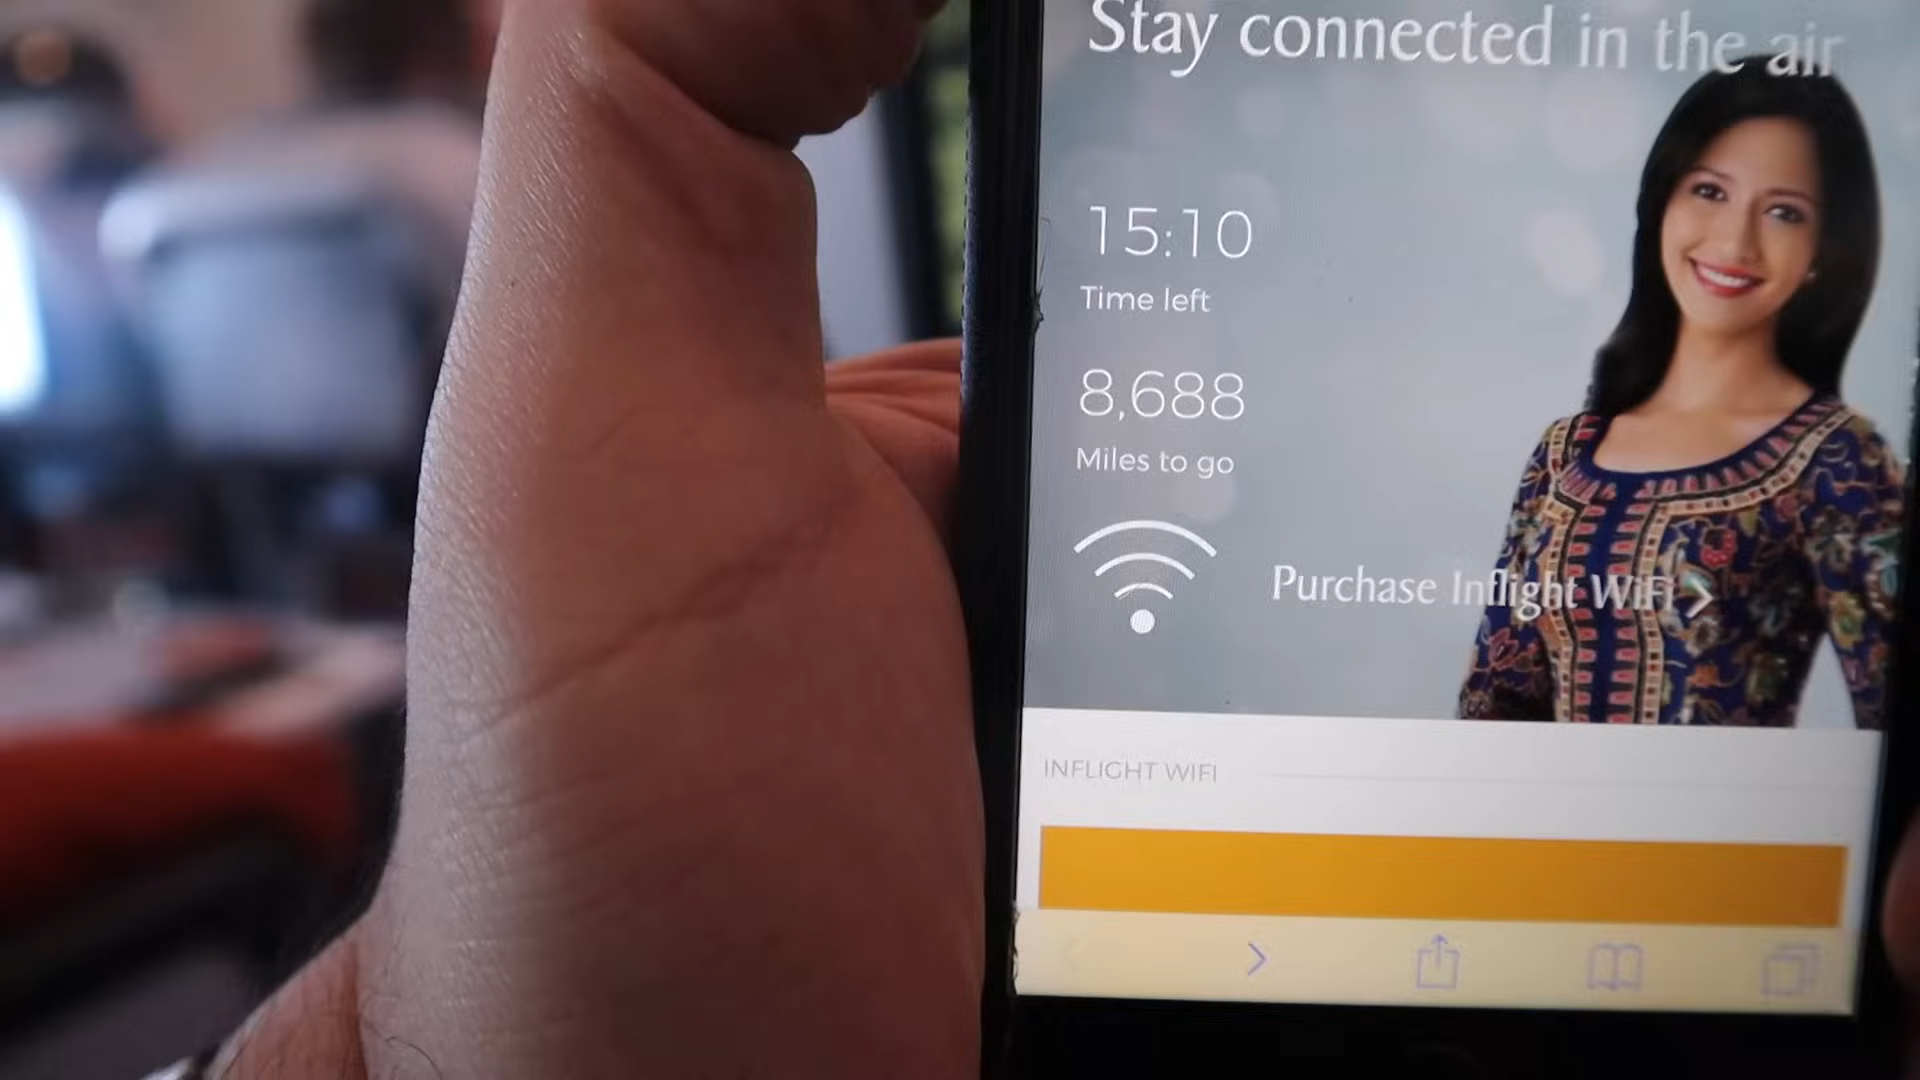 Stay connected in the air
15:10
Time left
8,688
Miles to go
Purchase Inflight WiFi
INFLIGHT WIFI